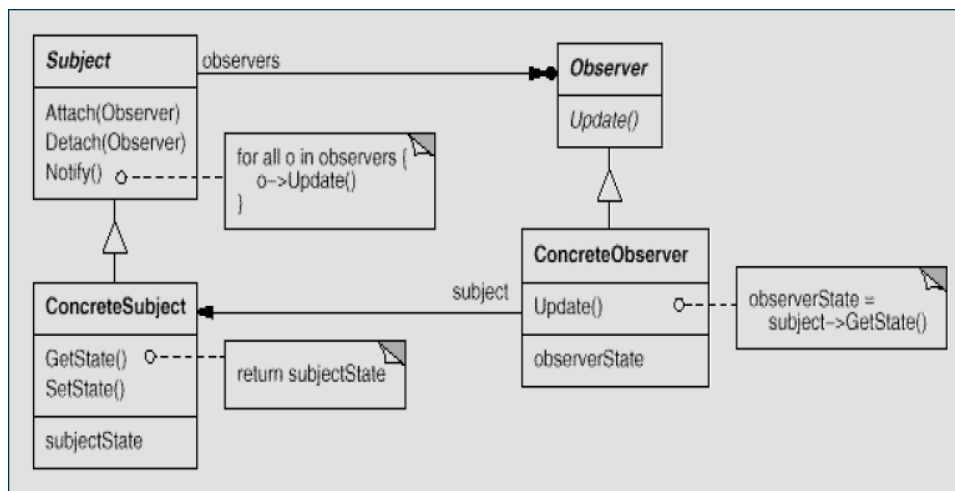 Subject
Attach(Observer)
Detach(Observer)
Notify()
observers
Observer
Update()
for all o in observers {
o->Update()
}
ConcreteSubject
GetState()
SetState()
subjectState
return subjectState
subject
ConcreteObserver
Update()
observerState
observerState =
subject->GetState()